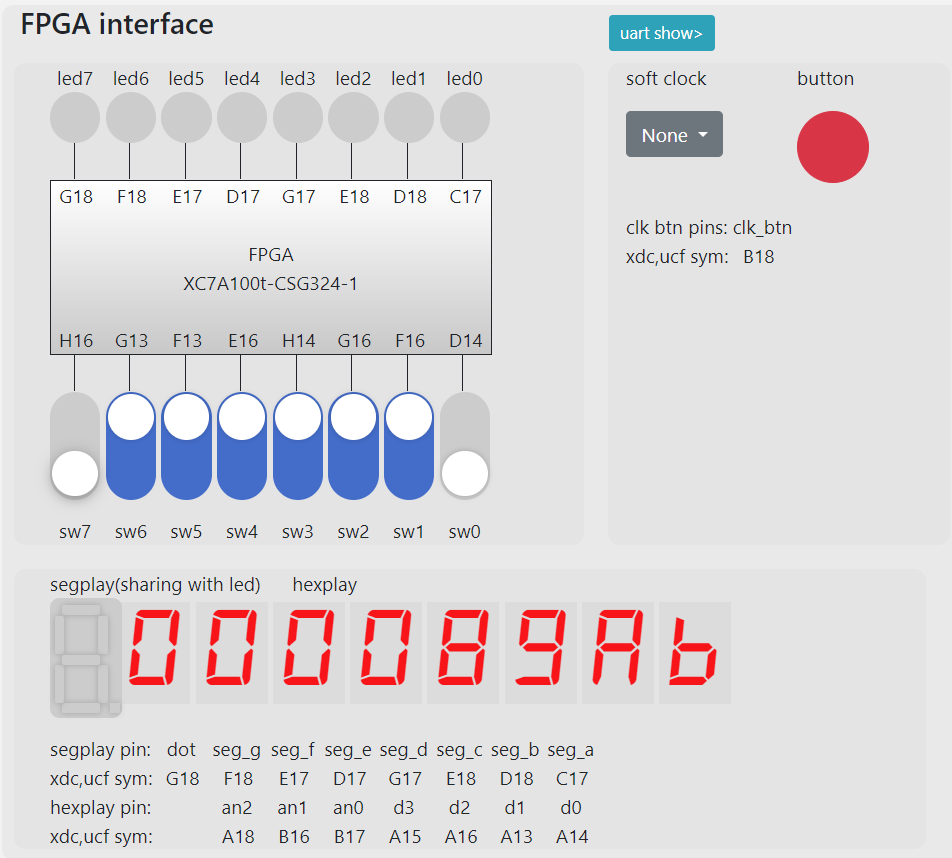 FPGA interface
uart show>
led7 led6 led5 led4 led3 led2 led1 led0
soft clock button
None
G18 F18 E17 D17 G17 E18 D18 C17
clk btn pins: clk_btn
FPGA
xdc,ucf sym: B18
XC7A100t-CSG324-1
H16 G13 F13 E16 H14 G16 F16 D14
sw7 sw6 sw5 sw4 sw3 sw2 sw1 sw0
segplay(sharing with led) hexplay
000089Ab
segplay pin: dot seg_g seg_f seg_e seg_d seg_c seg_b seg_a
xdc,ucf sym: G18 F18 E17 D17 G17 E18 D18 C17
hexplay pin: an2 an1 an0 d3 d2 d1 d0
xdc,ucf sym: A18 B16 B17 A15 A16 A13 A14